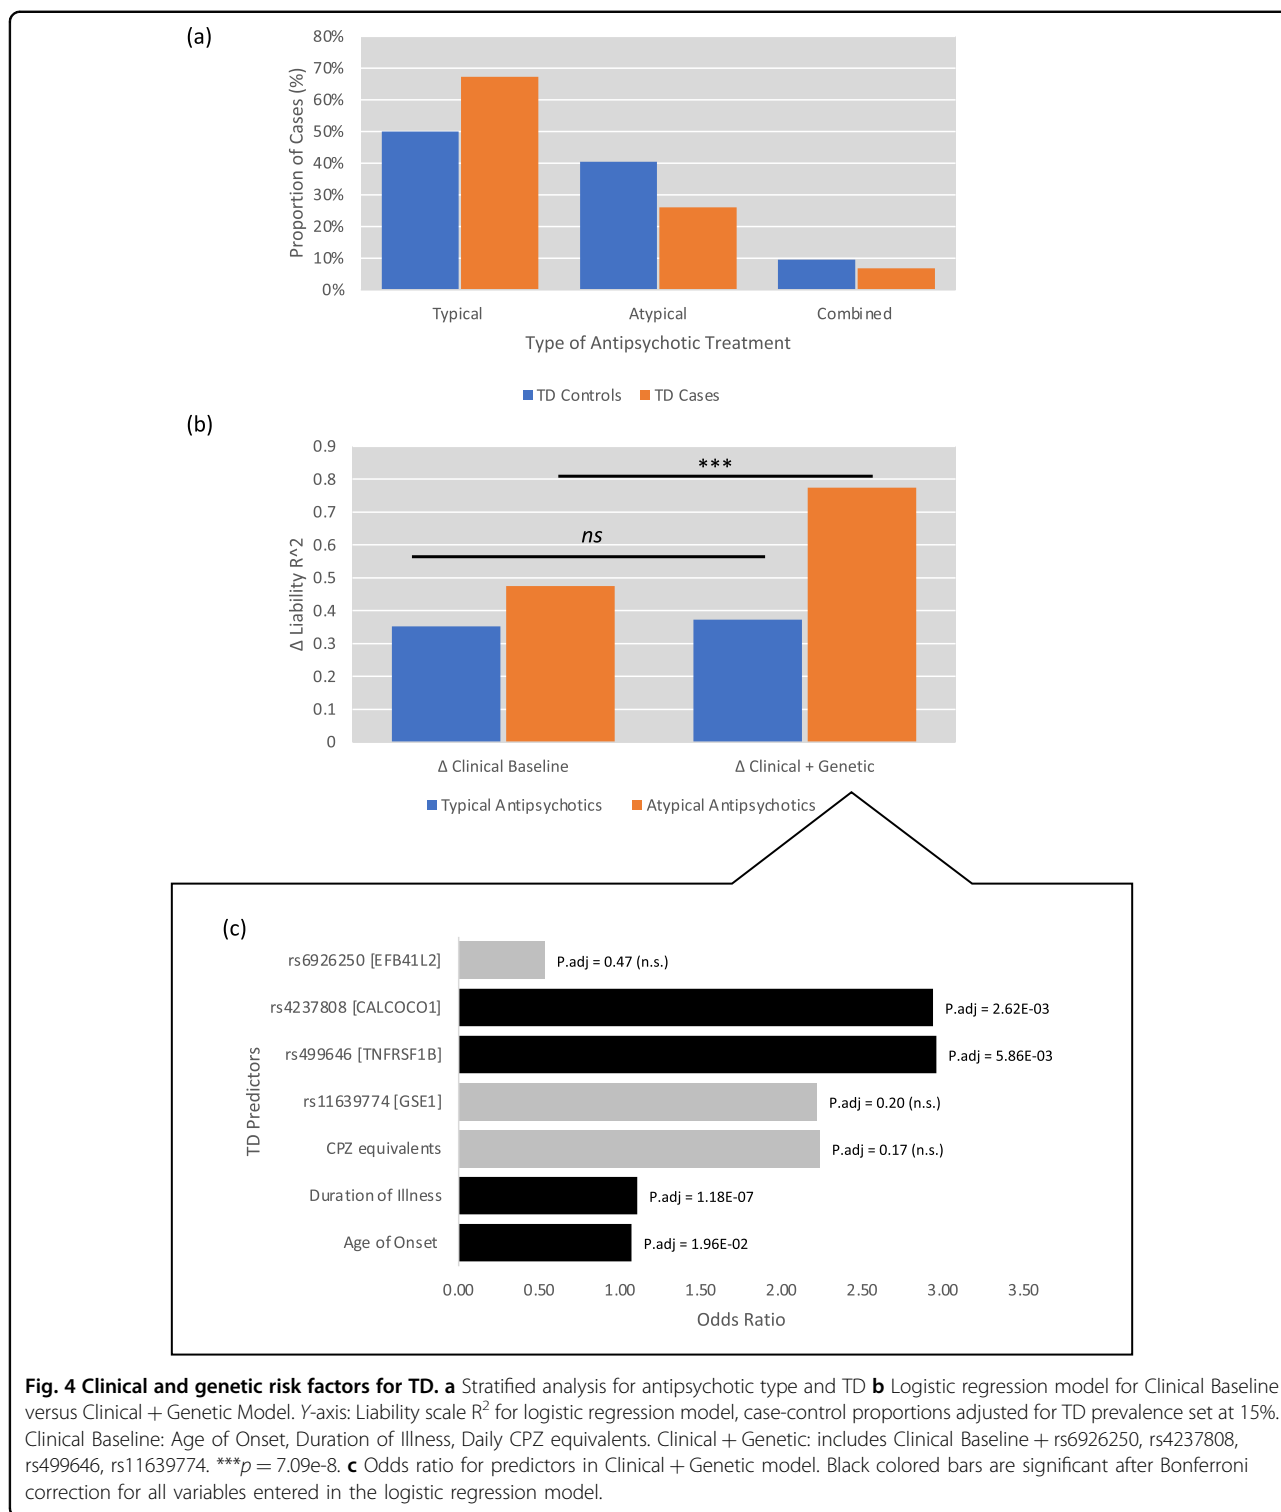 (a)
80%
70%
60%
50%
40%
30%
20%
10%
0%
Proportion of Cases (%)
Typical
Atypical
Combined
Type of Antipsychotic Treatment
TD Controls
TD Cases
(b)
0.9
0.8
0.7
0.6
0.5
0.4
0.3
0.2
0.1
0
Δ Liability R^2
***
ns
Δ Clinical Baseline
Δ Clinical + Genetic
Typical Antipsychotics
Atypical Antipsychotics
(c)
TD Predictors
rs6926250 [EFB41L2]
P.adj = 0.47 (n.s.)
rs4237808 [CALCOCO1]
P.adj = 2.62E-03
rs499646 [TNFRSF1B]
P.adj = 5.86E-03
rs11639774 [GSE1]
P.adj = 0.20 (n.s.)
CPZ equivalents
P.adj = 0.17 (n.s.)
Duration of Illness
P.adj = 1.18E-07
Age of Onset
P.adj = 1.96E-02
0.00
0.50
1.00
1.50
2.00
2.50
3.00
3.50
Odds Ratio
Fig. 4 Clinical and genetic risk factors for TD. a Stratified analysis for antipsychotic type and TD b Logistic regression model for Clinical Baseline
versus Clinical + Genetic Model. Y-axis: Liability scale R² for logistic regression model, case-control proportions adjusted for TD prevalence set at 15%.
Clinical Baseline: Age of Onset, Duration of Illness, Daily CPZ equivalents. Clinical + Genetic: includes Clinical Baseline + rs6926250, rs4237808,
rs499646, rs11639774. ***p = 7.09e-8. c Odds ratio for predictors in Clinical + Genetic model. Black colored bars are significant after Bonferroni
correction for all variables entered in the logistic regression model.